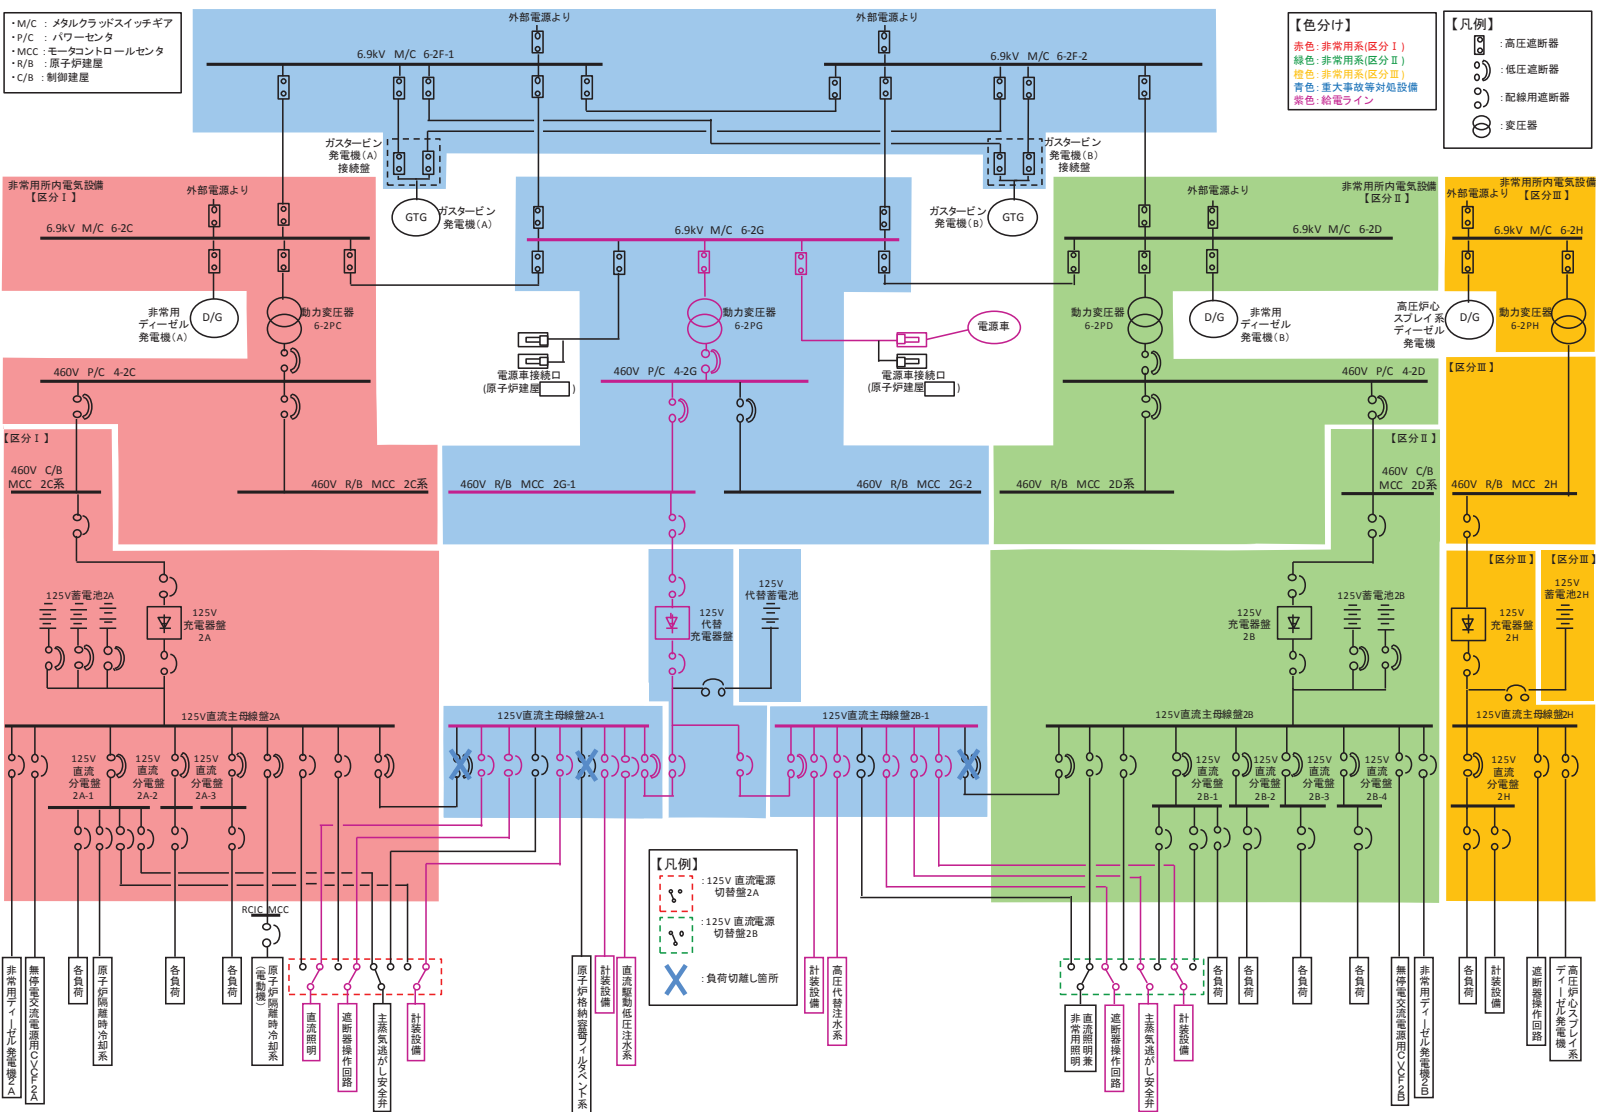 ・M/C ：メタルクラッドスイッチギア
・P/C ：パワーセンタ
・MCC：モータコントロールセンタ
・R/B ：原子炉建屋
・C/B ：制御建屋
外部電源より
外部電源より
6.9kV M/C 6-2F-1
6.9kV M/C 6-2F-2
【色分け】
赤色：非常用系(区分Ⅰ)
緑色：非常用系(区分Ⅱ)
橙色：非常用系(区分Ⅲ)
青色：重大事故等対処設備
紫色：給電ライン
【凡例】
：高圧遮断器
：低圧遮断器
：配線用遮断器
：変圧器
ガスタービン
発電機(A)
接続盤
ガスタービン
発電機(B)
接続盤
非常用所内電気設備
【区分Ⅰ】
外部電源より
6.9kV M/C 6-2C
GTG
ガスタービン
発電機(A)
6.9kV M/C 6-2G
ガスタービン
発電機(B)
GTG
非常用所内電気設備
【区分Ⅱ】
外部電源より
6.9kV M/C 6-2D
非常用所内電気設備
【区分Ⅲ】
外部電源より
6.9kV M/C 6-2H
非常用
ディーゼル
発電機(A)
D/G
動力変圧器
6-2PC
動力変圧器
6-2PG
電源車
動力変圧器
6-2PD
D/G
非常用
ディーゼル
発電機(B)
高圧炉心
スプレイ系
ディーゼル
発電機
D/G
動力変圧器
6-2PH
電源車接続口
(原子炉建屋 )
電源車接続口
(原子炉建屋 )
460V P/C 4-2C
460V P/C 4-2G
460V P/C 4-2D
【区分Ⅲ】
【区分Ⅰ】
460V C/B
MCC 2C系
460V R/B MCC 2C系
460V R/B MCC 2G-1
460V R/B MCC 2G-2
460V R/B MCC 2D系
【区分Ⅱ】
460V C/B
MCC 2D系
460V R/B MCC 2H
125V蓄電池2A
125V
充電器盤
2A
125V
代替
充電器盤
125V
代替蓄電池
125V
充電器盤
2B
125V蓄電池2B
【区分Ⅲ】
125V
充電器盤
2H
【区分Ⅲ】
125V
蓄電池2H
125V直流主母線盤2A
125V直流主母線盤2A-1
125V直流主母線盤2B-1
125V直流主母線盤2B
125V直流主母線盤2H
125V
直流
分電盤
2A-1
125V
直流
分電盤
2A-2
125V
直流
分電盤
2A-3
125V
直流
分電盤
2B-1
125V
直流
分電盤
2B-2
125V
直流
分電盤
2B-3
125V
直流
分電盤
2B-4
125V
直流
分電盤
2H
【凡例】
：125V 直流電源
切替盤2A
：125V 直流電源
切替盤2B
：負荷切離し箇所
RCIC MCC
非常用ディーゼル発電機2A
無停電交流電源用CVCF2A
各負荷
原子炉隔離時冷却系
各負荷
各負荷
原子炉隔離時冷却系
(電動機)
直流照明
遮断器操作回路
主蒸気逃がし安全弁
計装設備
原子炉格納容器フィルタベント系
計装設備
直流駆動低圧注水系
計装設備
高圧代替注水系
直流照明兼
非常用照明
遮断器操作回路
主蒸気逃がし安全弁
計装設備
各負荷
各負荷
各負荷
各負荷
無停電交流電源用CVCF2B
非常用ディーゼル発電機2B
各負荷
計装設備
遮断器操作回路
高圧炉心スプレイ系
ディーゼル発電機